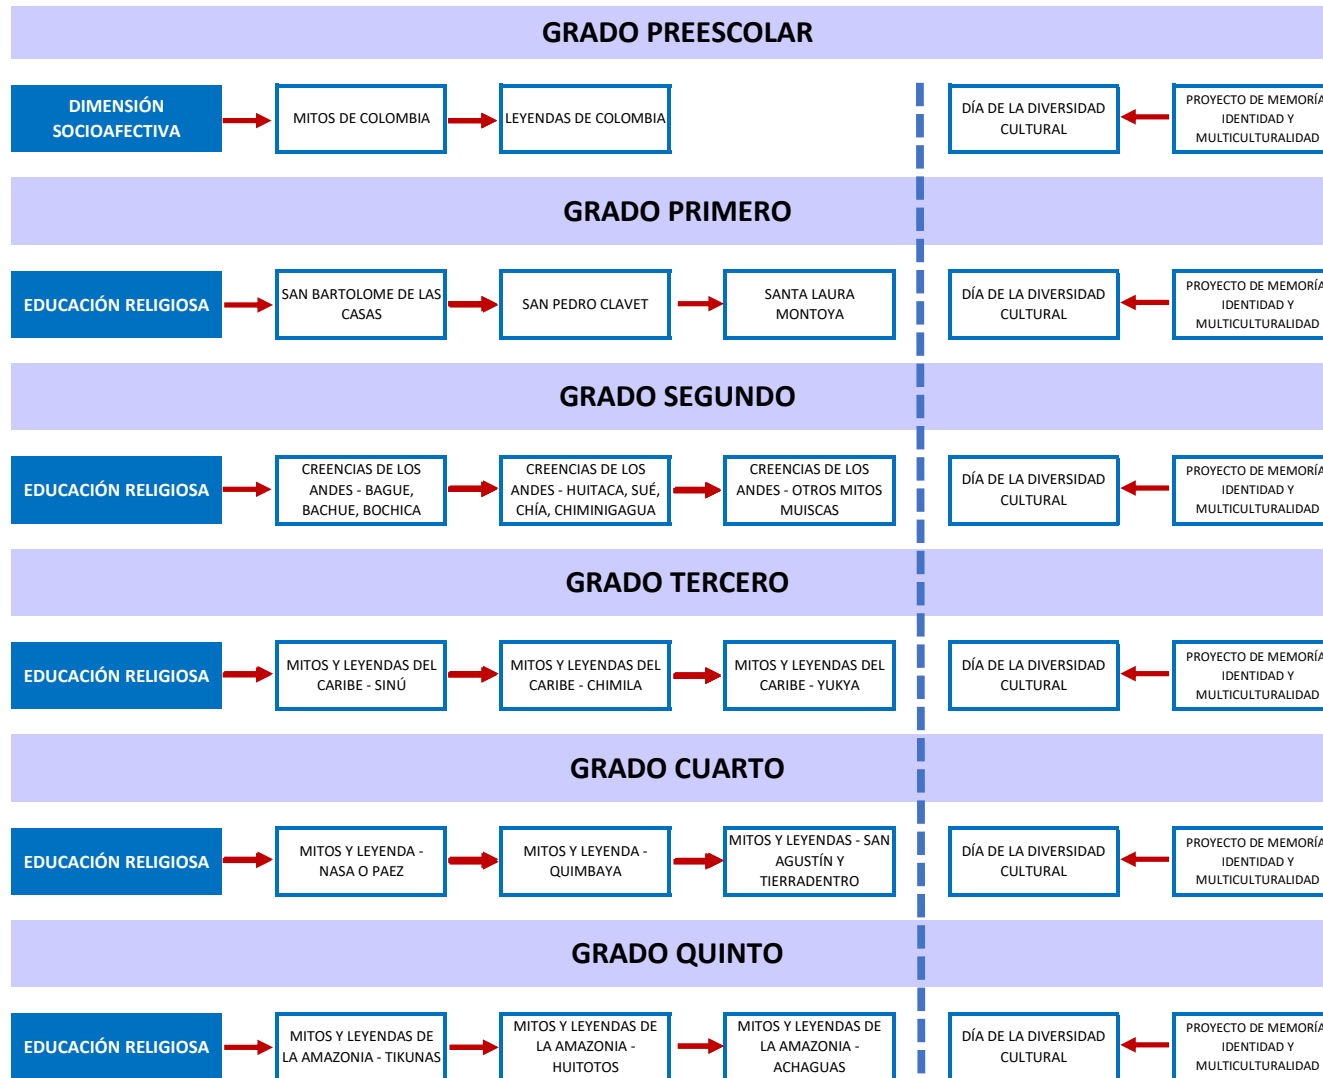 GRADO PREESCOLAR
DIMENSIÓN
SOCIOAFECTIVA
MITOS DE COLOMBIA
LEYENDAS DE COLOMBIA
DÍA DE LA DIVERSIDAD
CULTURAL
PROYECTO DE MEMORÍA
IDENTIDAD Y
MULTICULTURALIDAD
GRADO PRIMERO
EDUCACIÓN RELIGIOSA
SAN BARTOLOME DE LAS
CASAS
SAN PEDRO CLAVET
SANTA LAURA
MONTOYA
DÍA DE LA DIVERSIDAD
CULTURAL
PROYECTO DE MEMORÍA
IDENTIDAD Y
MULTICULTURALIDAD
GRADO SEGUNDO
EDUCACIÓN RELIGIOSA
CREENCIAS DE LOS
ANDES - BAGUE,
BACHUE, BOCHICA
CREENCIAS DE LOS
ANDES - HUITACA, SUÉ,
CHÍA, CHIMINIGAGUA
CREENCIAS DE LOS
ANDES - OTROS MITOS
MUISCAS
DÍA DE LA DIVERSIDAD
CULTURAL
PROYECTO DE MEMORÍA
IDENTIDAD Y
MULTICULTURALIDAD
GRADO TERCERO
EDUCACIÓN RELIGIOSA
MITOS Y LEYENDAS DEL
CARIBE - SINÚ
MITOS Y LEYENDAS DEL
CARIBE - CHIMILA
MITOS Y LEYENDAS DEL
CARIBE - YUKYA
DÍA DE LA DIVERSIDAD
CULTURAL
PROYECTO DE MEMORÍA
IDENTIDAD Y
MULTICULTURALIDAD
GRADO CUARTO
EDUCACIÓN RELIGIOSA
MITOS Y LEYENDA -
NASA O PAEZ
MITOS Y LEYENDA -
QUIMBAYA
MITOS Y LEYENDAS - SAN
AGUSTÍN Y
TIERRADENTRO
DÍA DE LA DIVERSIDAD
CULTURAL
PROYECTO DE MEMORÍA
IDENTIDAD Y
MULTICULTURALIDAD
GRADO QUINTO
EDUCACIÓN RELIGIOSA
MITOS Y LEYENDAS DE
LA AMAZONIA - TIKUNAS
MITOS Y LEYENDAS DE
LA AMAZONIA -
HUITOTOS
MITOS Y LEYENDAS DE
LA AMAZONIA -
ACHAGUAS
DÍA DE LA DIVERSIDAD
CULTURAL
PROYECTO DE MEMORÍA
IDENTIDAD Y
MULTICULTURALIDAD